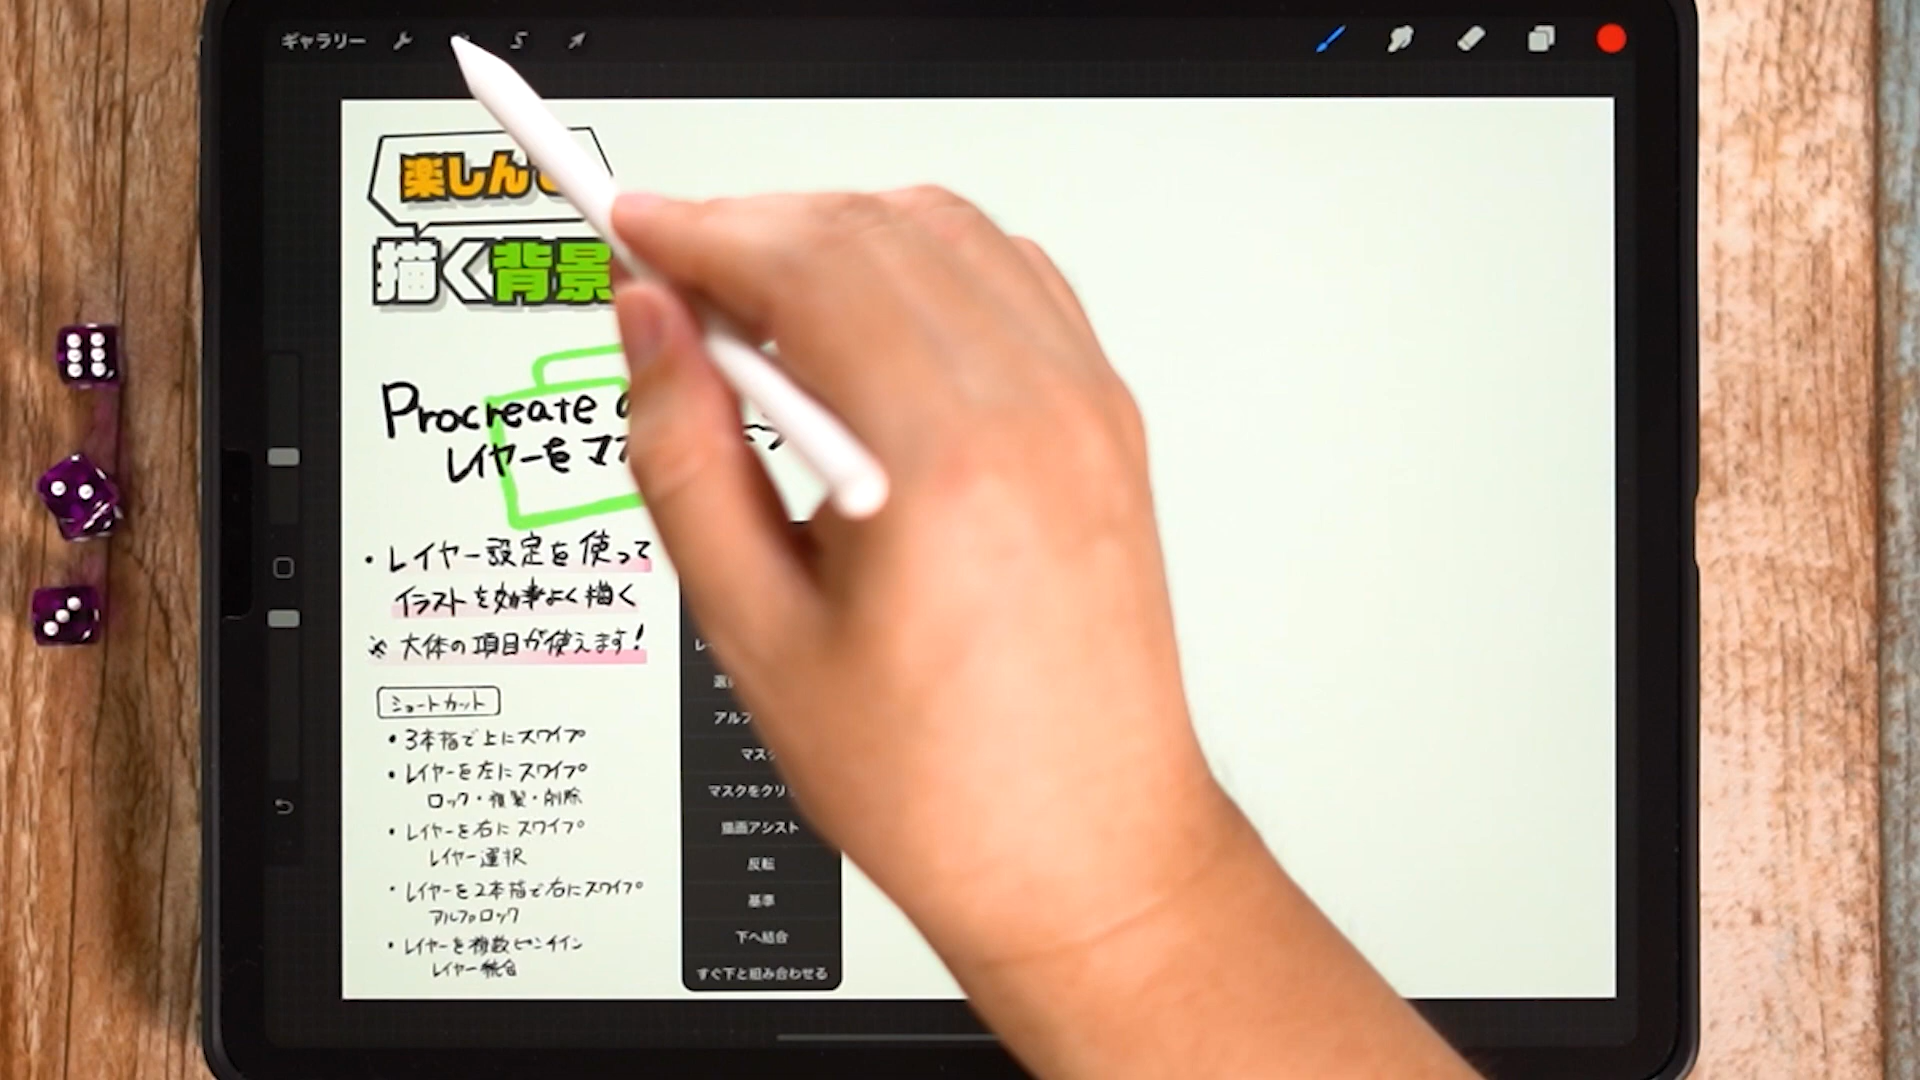 ギャラリー
楽しんで
描く背景
Procreate
レイヤーをマス
・レイヤー設定を使って
イラストを効率よく描く
※大体の項目が使えます！
ショートカット
・3本指で上にスワイプ
・レイヤーを左にスワイプ
ロック・複製・削除
・レイヤーを右にスワイプ
レイヤー選択
・レイヤーを2本指で右にスワイプ
アルファロック
・レイヤーを複数ピンチイン
レイヤー統合
レ
選
アルフ
マスク
マスクをクリ
描画アシスト
反転
基準
下へ結合
すぐ下と組み合わせる